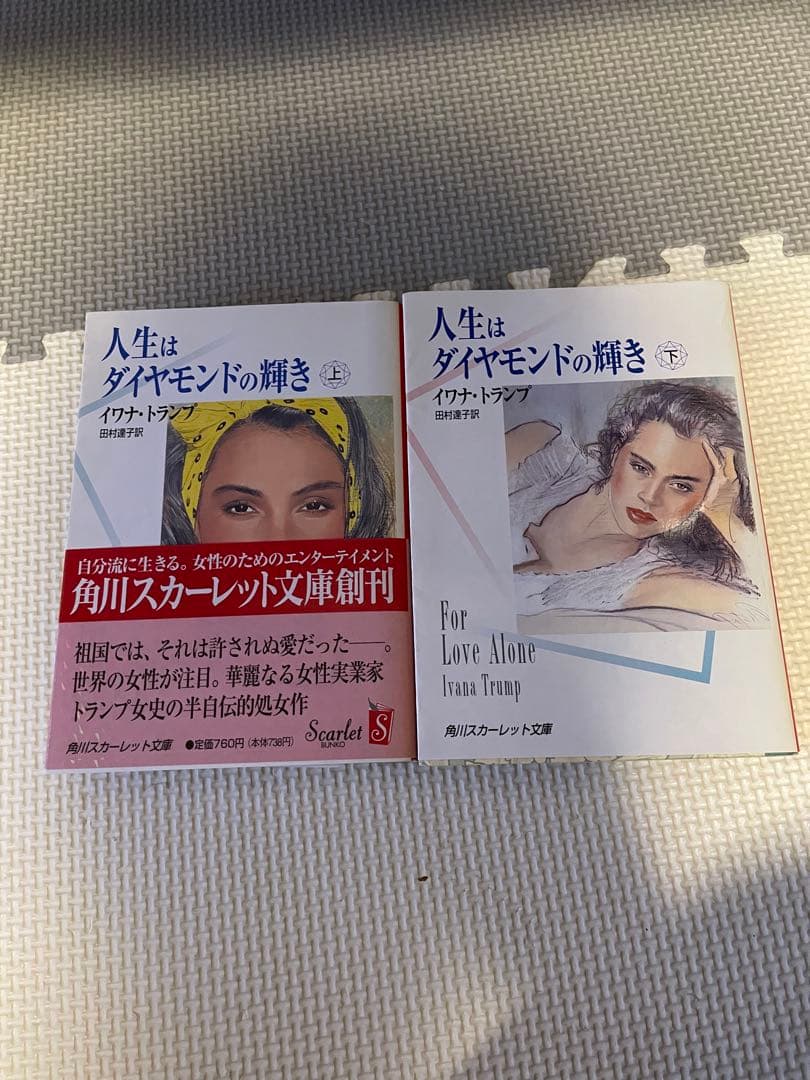 人生は
ダイヤモンドの輝き 上
イワナ・トランプ
田村達子訳
自分流に生きる。女性のためのエンターテイメント
角川スカーレット文庫創刊
祖国では、それは許されぬ愛だった――。
世界の女性が注目。華麗なる女性実業家
トランプ女史の半自伝的処女作
Scarlet S
BUNKO
角川スカーレット文庫 ●定価760円(本体738円)
人生は
ダイヤモンドの輝き 下
イワナ・トランプ
田村達子訳
For
Love Alone
Ivana Trump
角川スカーレット文庫